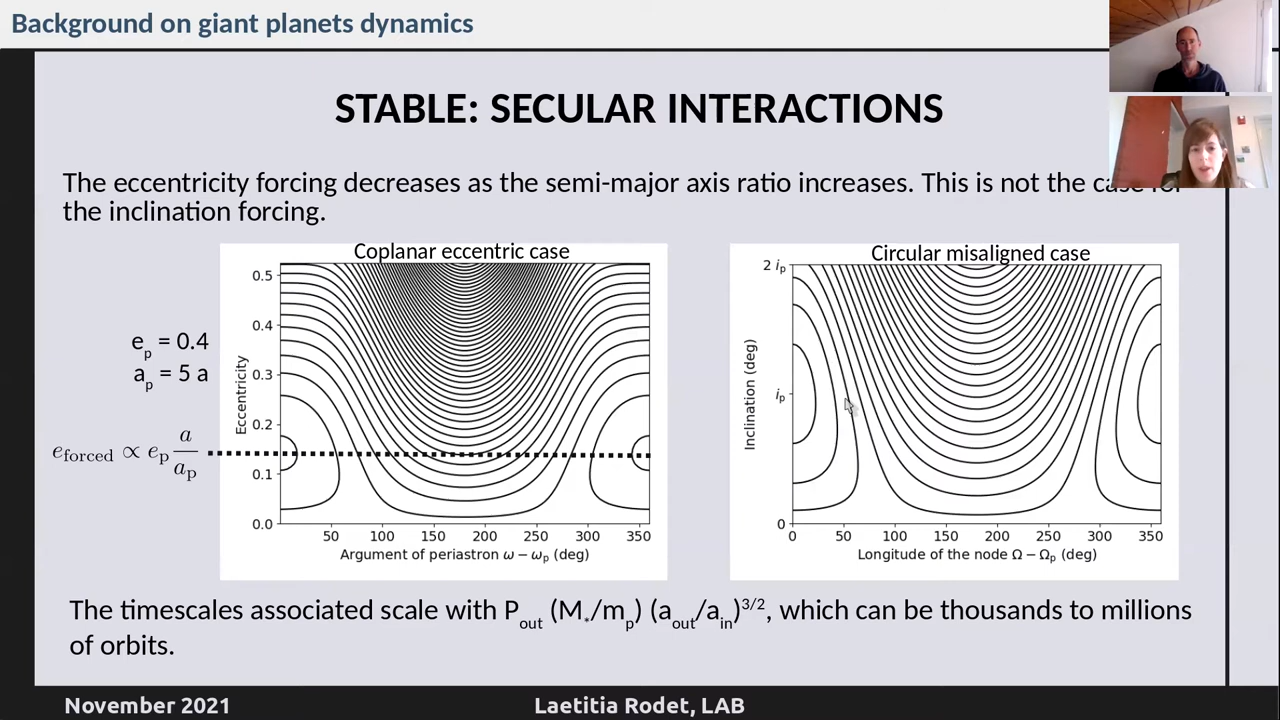 Background on giant planets dynamics
STABLE: SECULAR INTERACTIONS
The eccentricity forcing decreases as the semi-major axis ratio increases. This is not the case for
the inclination forcing.
e_p = 0.4
a_p = 5 a
e_forced ∝ e_p a/a_p
Coplanar eccentric case
Eccentricity
0.5
0.4
0.3
0.2
0.1
0.0
50 100 150 200 250 300 350
Argument of periastron ω − ω_p (deg)
Circular misaligned case
Inclination (deg)
2 i_p
i_p
0
0 50 100 150 200 250 300 350
Longitude of the node Ω − Ω_p (deg)
The timescales associated scale with P_out (M_*/m_p) (a_out/a_in)^3/2, which can be thousands to millions
of orbits.
November 2021
Laetitia Rodet, LAB